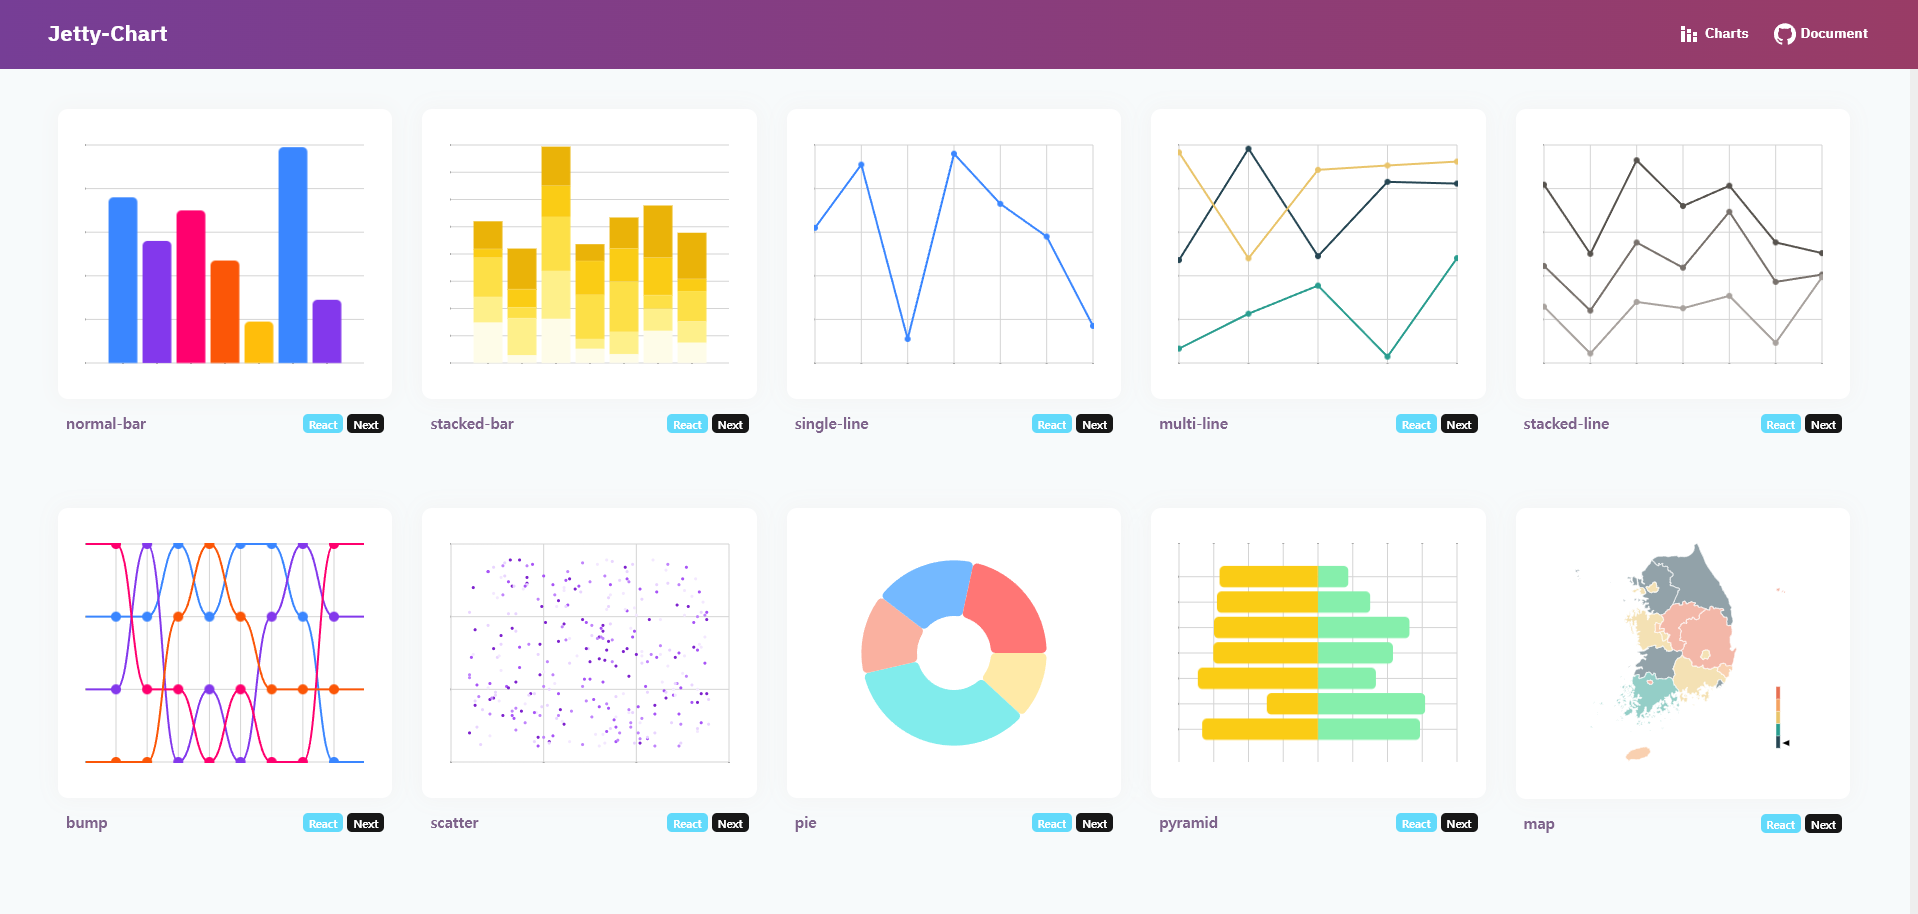 Jetty-Chart
Charts
Document
normal-bar
React
Next
stacked-bar
React
Next
single-line
React
Next
multi-line
React
Next
stacked-line
React
Next
bump
React
Next
scatter
React
Next
pie
React
Next
pyramid
React
Next
map
React
Next